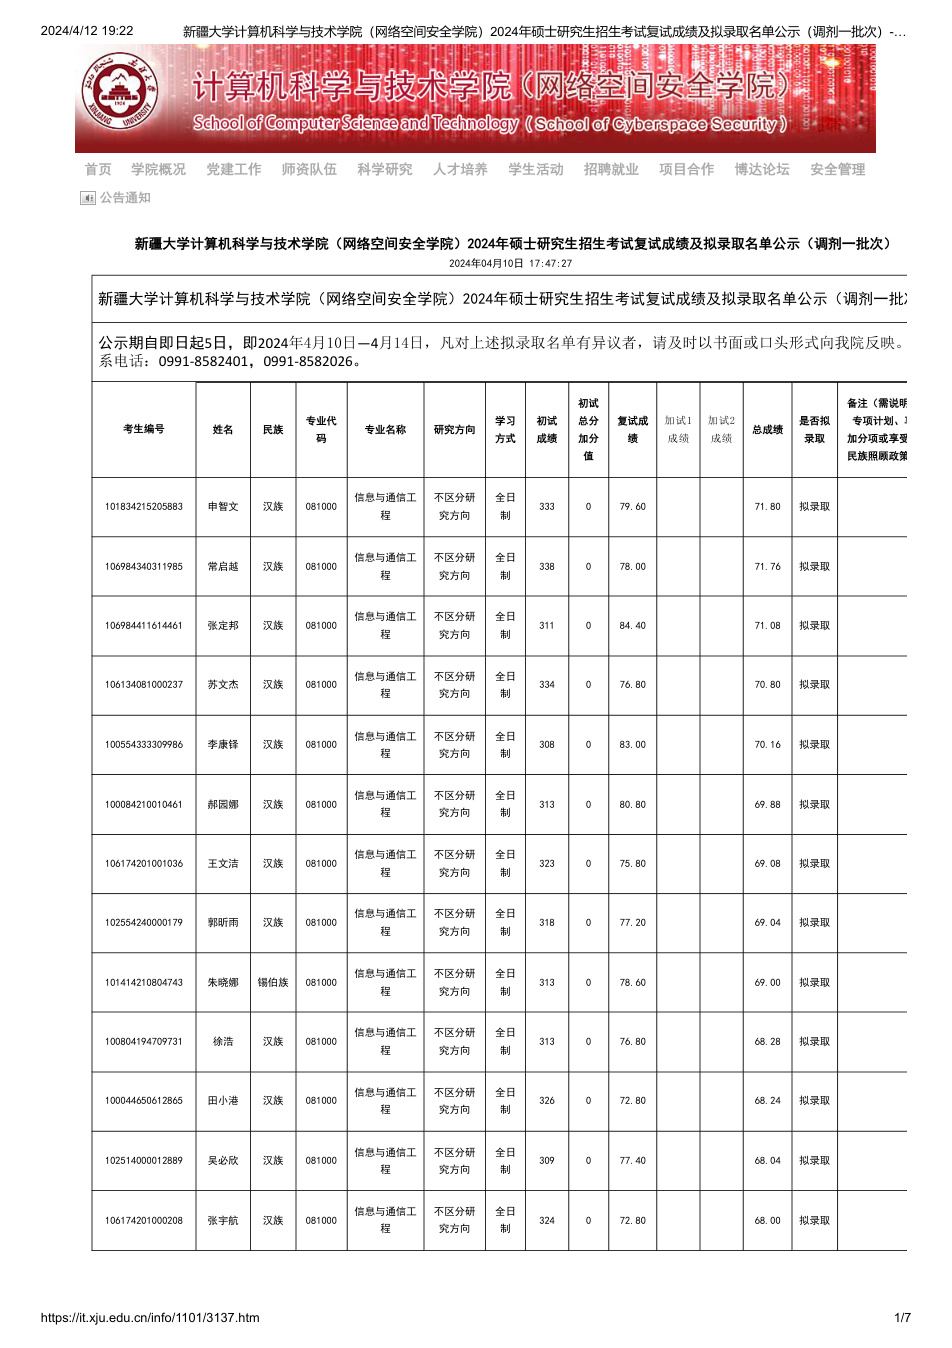 2024/4/12 19:22 新疆大学计算机科学与技术学院（网络空间安全学院）2024年硕士研究生招生考试复试成绩及拟录取名单公示（调剂一批次）-…
计算机科学与技术学院（网络空间安全学院）
School of Computer Science and Technology ( School of Cyberspace Security )
XINJIANG UNIVERSITY
1924
首页 学院概况 党建工作 师资队伍 科学研究 人才培养 学生活动 招聘就业 项目合作 博达论坛 安全管理
公告通知
新疆大学计算机科学与技术学院（网络空间安全学院）2024年硕士研究生招生考试复试成绩及拟录取名单公示（调剂一批次）
2024年04月10日 17:47:27
新疆大学计算机科学与技术学院（网络空间安全学院）2024年硕士研究生招生考试复试成绩及拟录取名单公示（调剂一批
公示期自即日起5日，即2024年4月10日—4月14日，凡对上述拟录取名单有异议者，请及时以书面或口头形式向我院反映。
系电话：0991-8582401，0991-8582026。
考生编号 姓名 民族 专业代码 专业名称 研究方向 学习方式 初试成绩 初试总分加分值 复试成绩 加试1成绩 加试2成绩 总成绩 是否拟录取 备注（需说明专项计划、加分项或享受民族照顾政策
101834215205883 申智文 汉族 081000 信息与通信工程 不区分研究方向 全日制 333 0 79.60 71.80 拟录取
106984340311985 常启越 汉族 081000 信息与通信工程 不区分研究方向 全日制 338 0 78.00 71.76 拟录取
106984411614461 张定邦 汉族 081000 信息与通信工程 不区分研究方向 全日制 311 0 84.40 71.08 拟录取
106134081000237 苏文杰 汉族 081000 信息与通信工程 不区分研究方向 全日制 334 0 76.80 70.80 拟录取
100554333309986 李康铎 汉族 081000 信息与通信工程 不区分研究方向 全日制 308 0 83.00 70.16 拟录取
100084210010461 郝园娜 汉族 081000 信息与通信工程 不区分研究方向 全日制 313 0 80.80 69.88 拟录取
106174201001036 王文洁 汉族 081000 信息与通信工程 不区分研究方向 全日制 323 0 75.80 69.08 拟录取
102554240000179 郭昕雨 汉族 081000 信息与通信工程 不区分研究方向 全日制 318 0 77.20 69.04 拟录取
101414210804743 朱晓娜 锡伯族 081000 信息与通信工程 不区分研究方向 全日制 313 0 78.60 69.00 拟录取
100804194709731 徐浩 汉族 081000 信息与通信工程 不区分研究方向 全日制 313 0 76.80 68.28 拟录取
100044650612865 田小港 汉族 081000 信息与通信工程 不区分研究方向 全日制 326 0 72.80 68.24 拟录取
102514000012889 吴必欣 汉族 081000 信息与通信工程 不区分研究方向 全日制 309 0 77.40 68.04 拟录取
106174201000208 张宇航 汉族 081000 信息与通信工程 不区分研究方向 全日制 324 0 72.80 68.00 拟录取
https://it.xju.edu.cn/info/1101/3137.htm 1/7